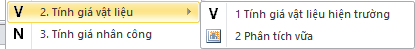 V 2. Tính giá vật liệu
N 3. Tính giá nhân công
V 1 Tính giá vật liệu hiện trường
2 Phân tích vữa